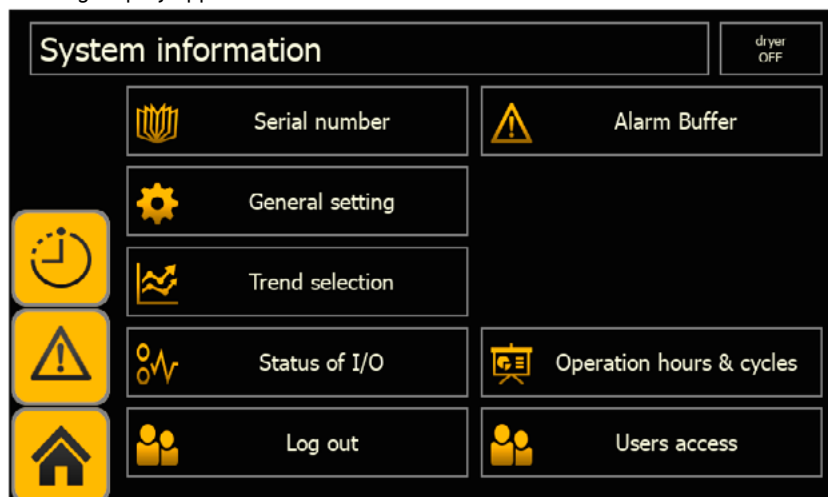 System information
dryer
OFF
Serial number
Alarm Buffer
General setting
Trend selection
Status of I/O
Operation hours & cycles
Log out
Users access